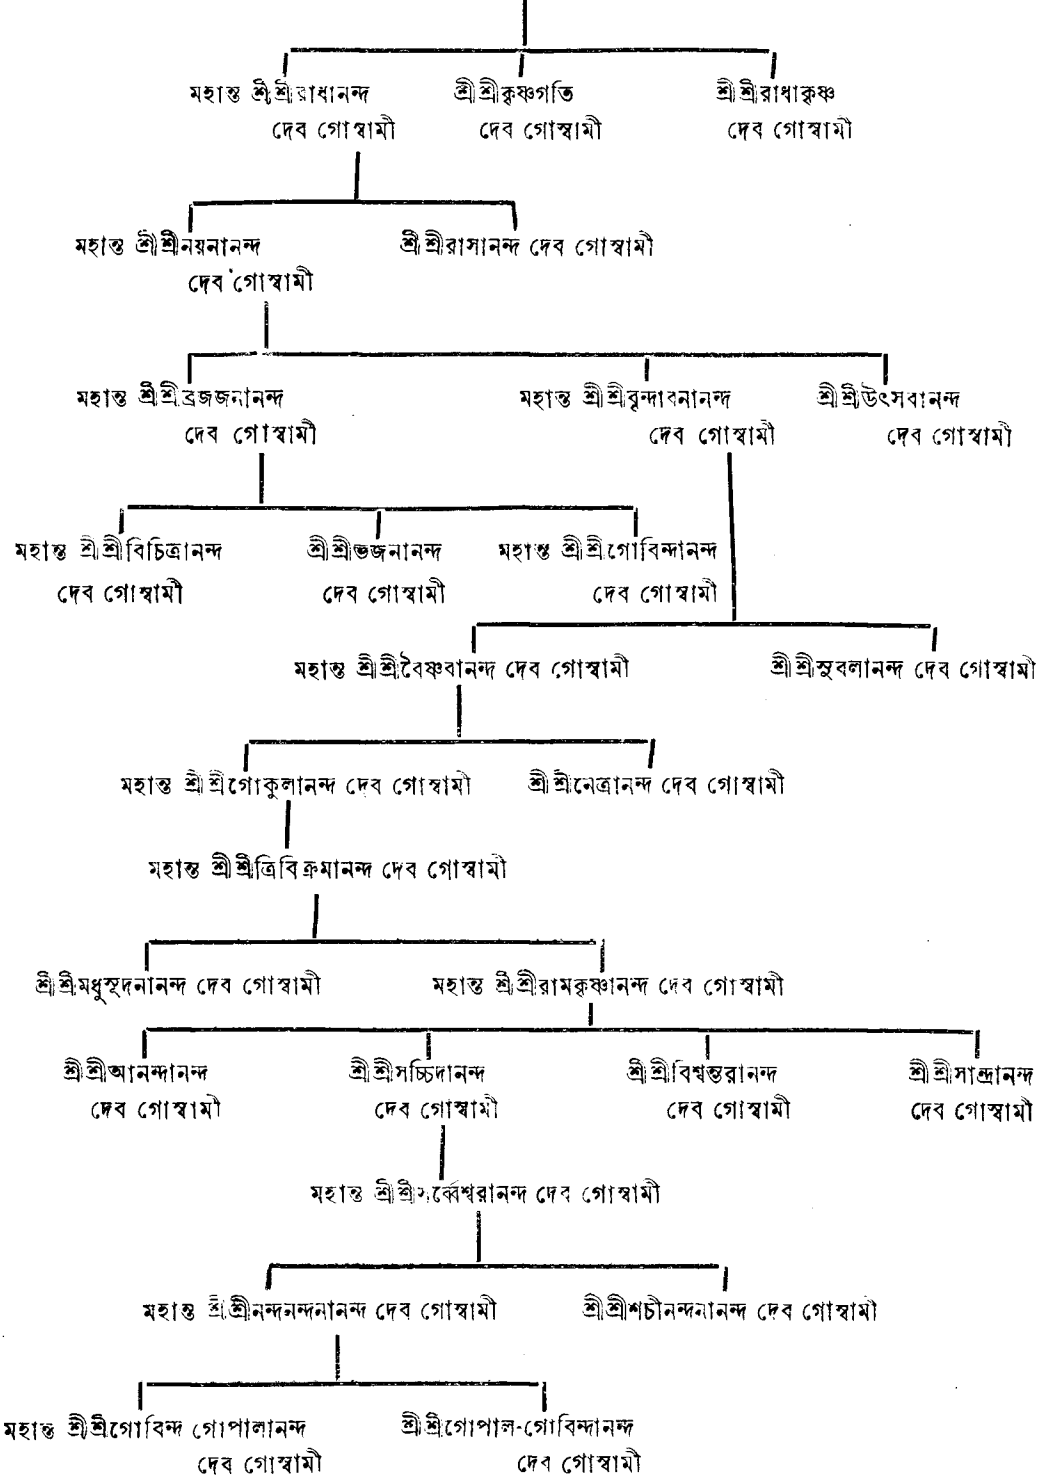 মহান্ত শ্রীশ্রীরাধানন্দ দেব গোস্বামী
শ্রীশ্রীকৃষ্ণগতি দেব গোস্বামী
শ্রীশ্রীরাধাকৃষ্ণ দেব গোস্বামী
মহান্ত শ্রীশ্রীনয়নানন্দ দেব গোস্বামী
শ্রীশ্রীরাসানন্দ দেব গোস্বামী
মহান্ত শ্রীশ্রীব্রজজনানন্দ দেব গোস্বামী
মহান্ত শ্রীশ্রীবৃন্দাবনানন্দ দেব গোস্বামী
শ্রীশ্রীউৎসবানন্দ দেব গোস্বামী
মহান্ত শ্রীশ্রীবিচিত্রানন্দ দেব গোস্বামী
শ্রীশ্রীভজনানন্দ দেব গোস্বামী
মহান্ত শ্রীশ্রীগোবিন্দানন্দ দেব গোস্বামী
মহান্ত শ্রীশ্রীবৈষ্ণবানন্দ দেব গোস্বামী
শ্রীশ্রীসুবলানন্দ দেব গোস্বামী
মহান্ত শ্রীশ্রীগোকুলানন্দ দেব গোস্বামী
শ্রীশ্রীনেত্রানন্দ দেব গোস্বামী
মহান্ত শ্রীশ্রীত্রিবিক্রমানন্দ দেব গোস্বামী
শ্রীশ্রীমধুসূদনানন্দ দেব গোস্বামী
মহান্ত শ্রীশ্রীরামকৃষ্ণানন্দ দেব গোস্বামী
শ্রীশ্রীআনন্দানন্দ দেব গোস্বামী
শ্রীশ্রীসচ্চিদানন্দ দেব গোস্বামী
শ্রীশ্রীবিশ্বম্ভরানন্দ দেব গোস্বামী
শ্রীশ্রীসান্দ্রানন্দ দেব গোস্বামী
মহান্ত শ্রীশ্রীসর্ব্বেশ্বরানন্দ দেব গোস্বামী
মহান্ত শ্রীশ্রীনন্দনন্দনানন্দ দেব গোস্বামী
শ্রীশ্রীশচীনন্দনানন্দ দেব গোস্বামী
মহান্ত শ্রীশ্রীগোবিন্দ গোপালানন্দ দেব গোস্বামী
শ্রীশ্রীগোপাল-গোবিন্দানন্দ দেব গোস্বামী